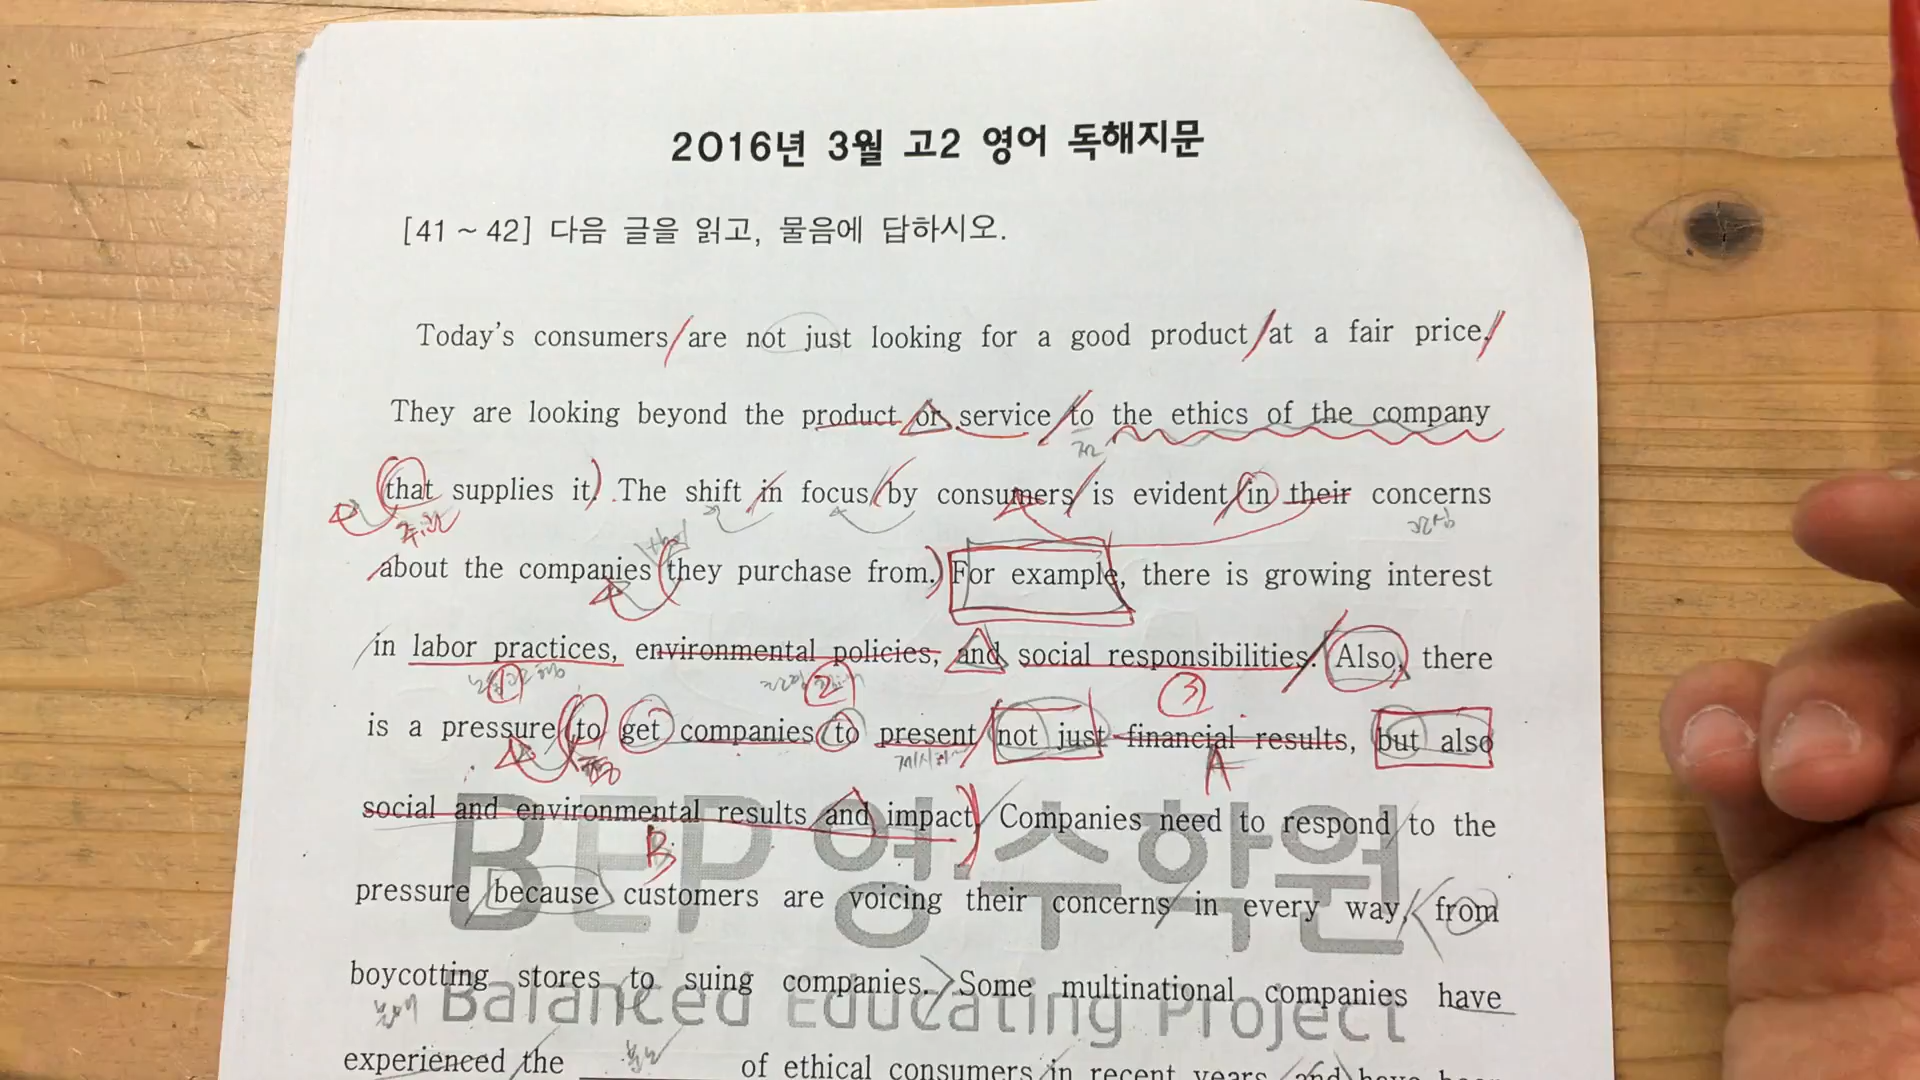 2016년 3월 고2 영어 독해지문
[41 ~ 42] 다음 글을 읽고, 물음에 답하시오.
Today's consumers are not just looking for a good product at a fair price.
They are looking beyond the product or service to the ethics of the company
that supplies it. The shift in focus by consumers is evident in their concerns
about the companies they purchase from. For example, there is growing interest
in labor practices, environmental policies, and social responsibilities. Also, there
① ② ③
is a pressure to get companies to present not just financial results, but also
A
social and environmental results and impact. Companies need to respond to the
B
pressure because customers are voicing their concerns in every way, from
boycotting stores to suing companies. Some multinational companies have
experienced the of ethical consumers in recent years, and have been
BEP 영수학원
Balanced Educating Project